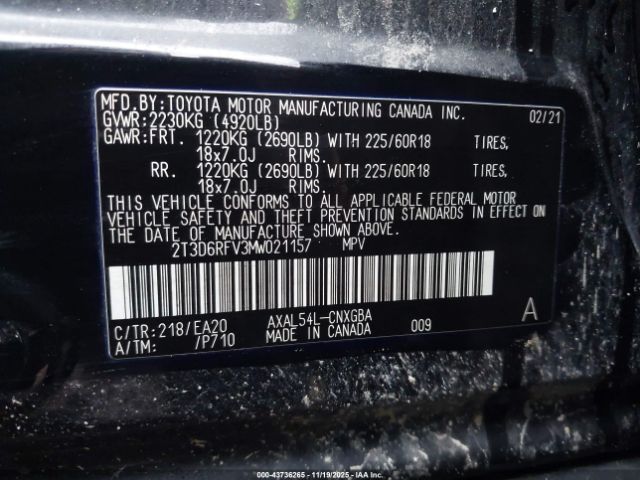 MFD.BY:TOYOTA MOTOR MANUFACTURING CANADA INC. 02/21
GVWR:2230KG (4920LB)
GAWR:FRT. 1220KG (2690LB) WITH 225/60R18 TIRES,
18x7.0J RIMS.
RR. 1220KG (2690LB) WITH 225/60R18 TIRES,
18x7.0J RIMS.
THIS VEHICLE CONFORMS TO ALL APPLICABLE FEDERAL MOTOR
VEHICLE SAFETY AND THEFT PREVENTION STANDARDS IN EFFECT ON
THE DATE OF MANUFACTURE SHOWN ABOVE.
2T3D6RFV3MW021157 MPV
C/TR:218/EA20 AXAL54L-CNXGBA 009 A
A/TM: /P710 MADE IN CANADA
000-43736265 - 11/19/2025 - IAA Inc.